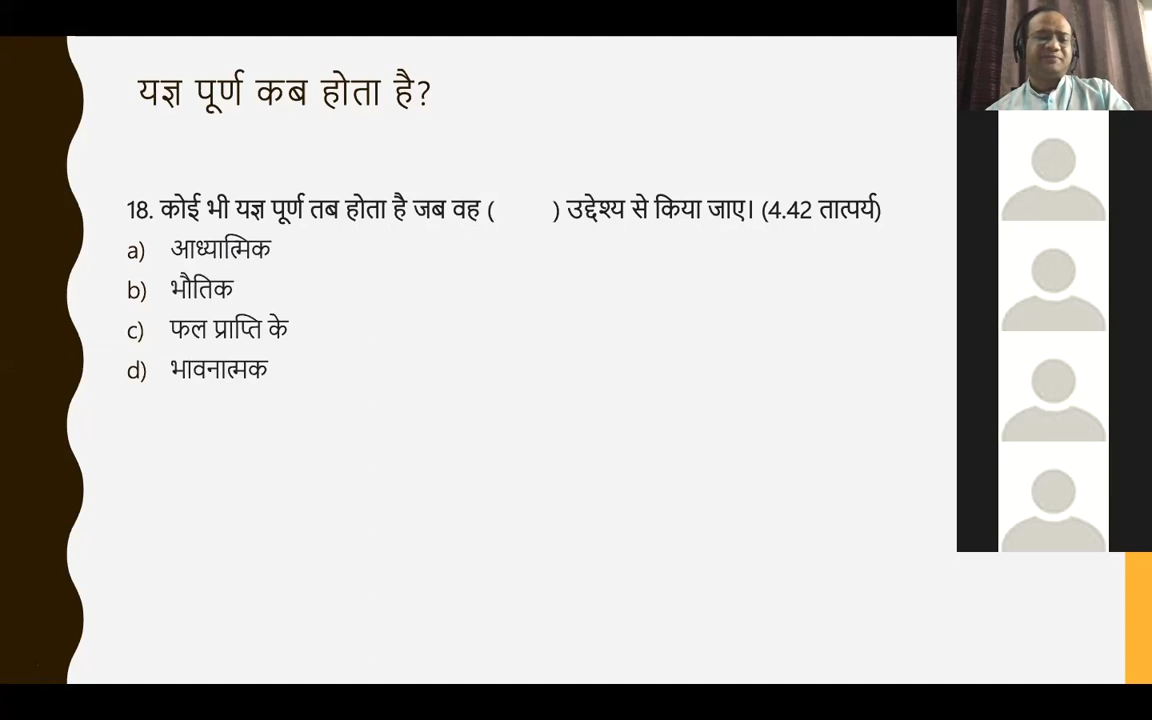 यज्ञ पूर्ण कब होता है?
18. कोई भी यज्ञ पूर्ण तब होता है जब वह ( ) उद्देश्य से किया जाए। (4.42 तात्पर्य)
a) आध्यात्मिक
b) भौतिक
c) फल प्राप्ति के
d) भावनात्मक